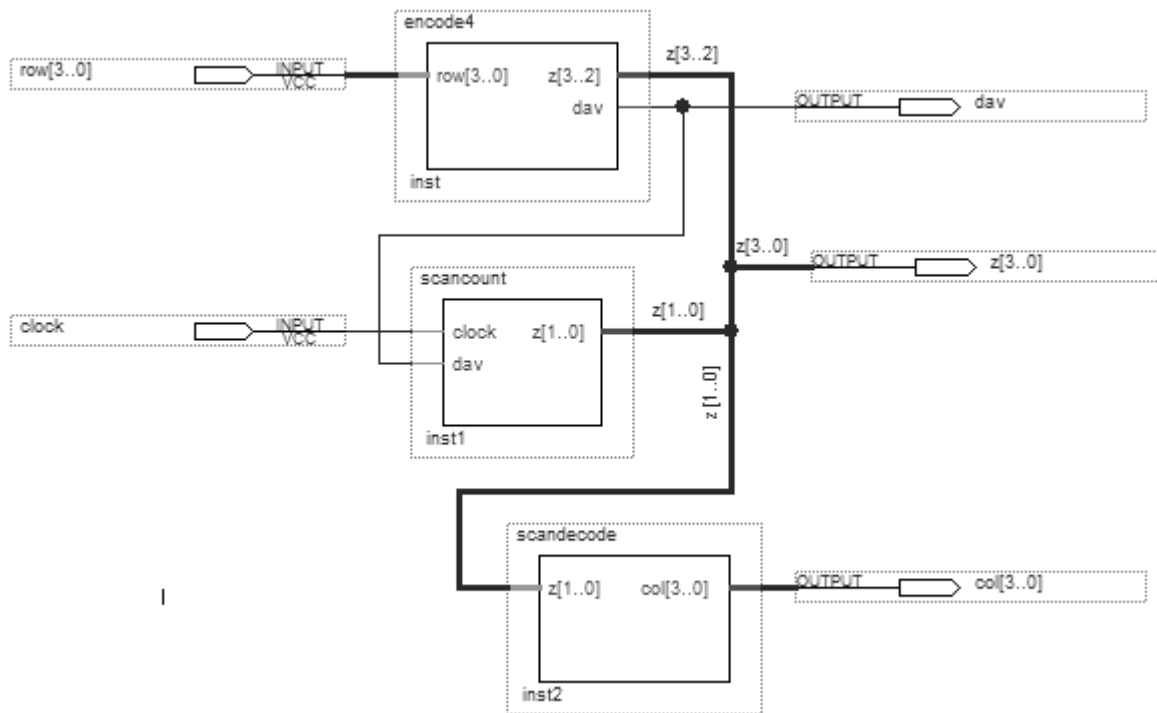 encode4
row[3..0]
INPUT
VCC
row[3..0]
z[3..2]
dav
z[3..2]
OUTPUT
dav
inst
z[3..0]
OUTPUT
z[3..0]
scancount
clock
INPUT
VCC
clock
z[1..0]
dav
z[1..0]
z [1..0]
inst1
scandecode
z[1..0]
col[3..0]
OUTPUT
col[3..0]
inst2